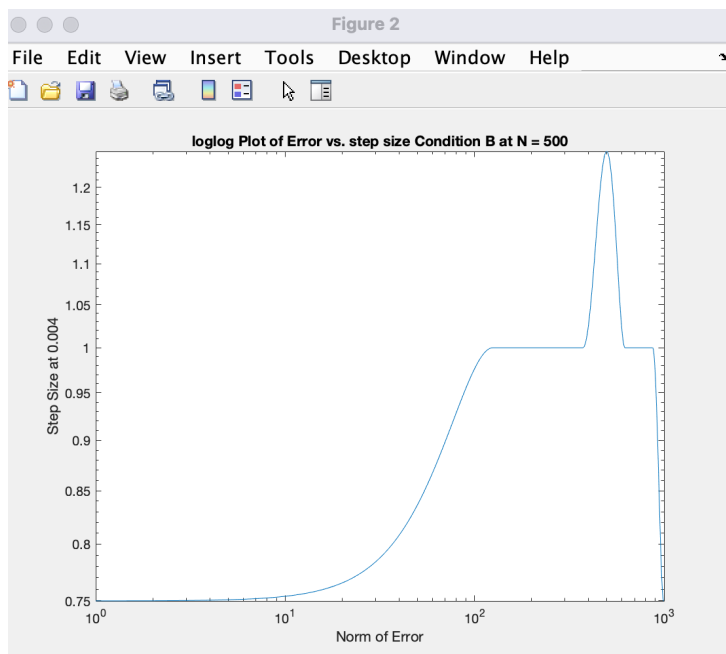 Figure 2
File Edit View Insert Tools Desktop Window Help
loglog Plot of Error vs. step size Condition B at N = 500
1.2
1.15
1.1
1.05
1
0.95
0.9
0.85
0.8
0.75
Step Size at 0.004
10^0 10^1 10^2 10^3
Norm of Error